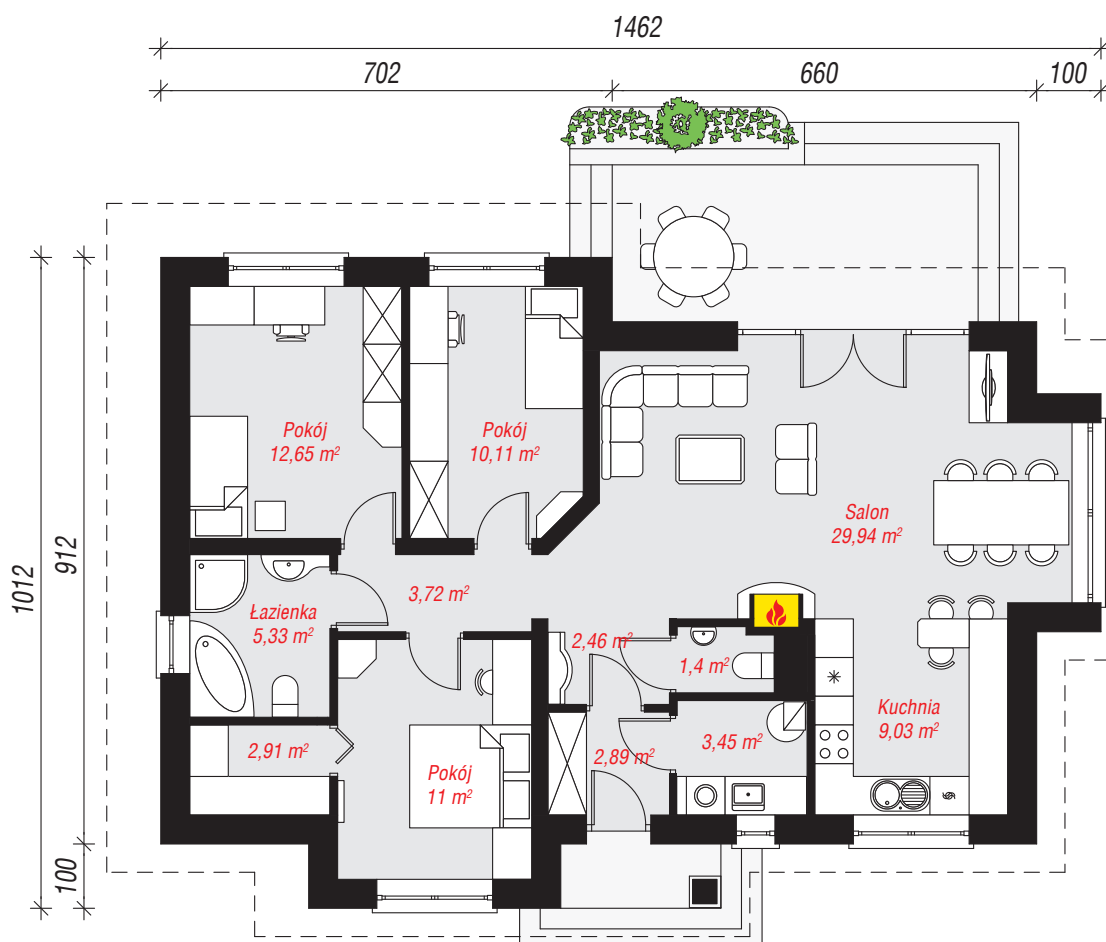 1462
702
660
100
1012
912
100
Pokój
12,65 m²
Pokój
10,11 m²
Salon
29,94 m²
3,72 m²
Łazienka
5,33 m²
2,46 m²
1,4 m²
Kuchnia
9,03 m²
2,91 m²
Pokój
11 m²
2,89 m²
3,45 m²